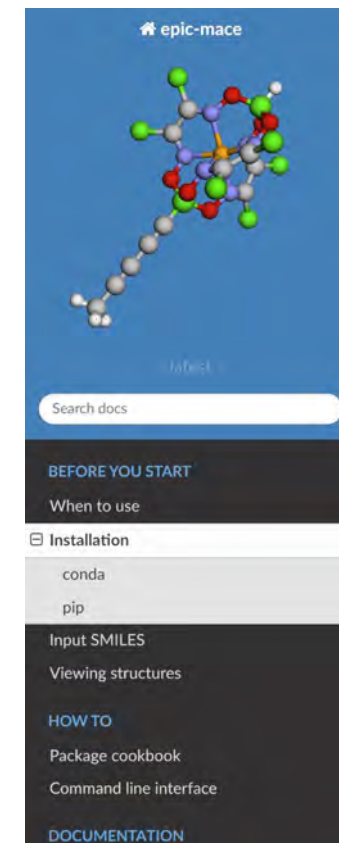 epic-mace
latest
Search docs
BEFORE YOU START
When to use
Installation
conda
pip
Input SMILES
Viewing structures
HOW TO
Package cookbook
Command line interface
DOCUMENTATION